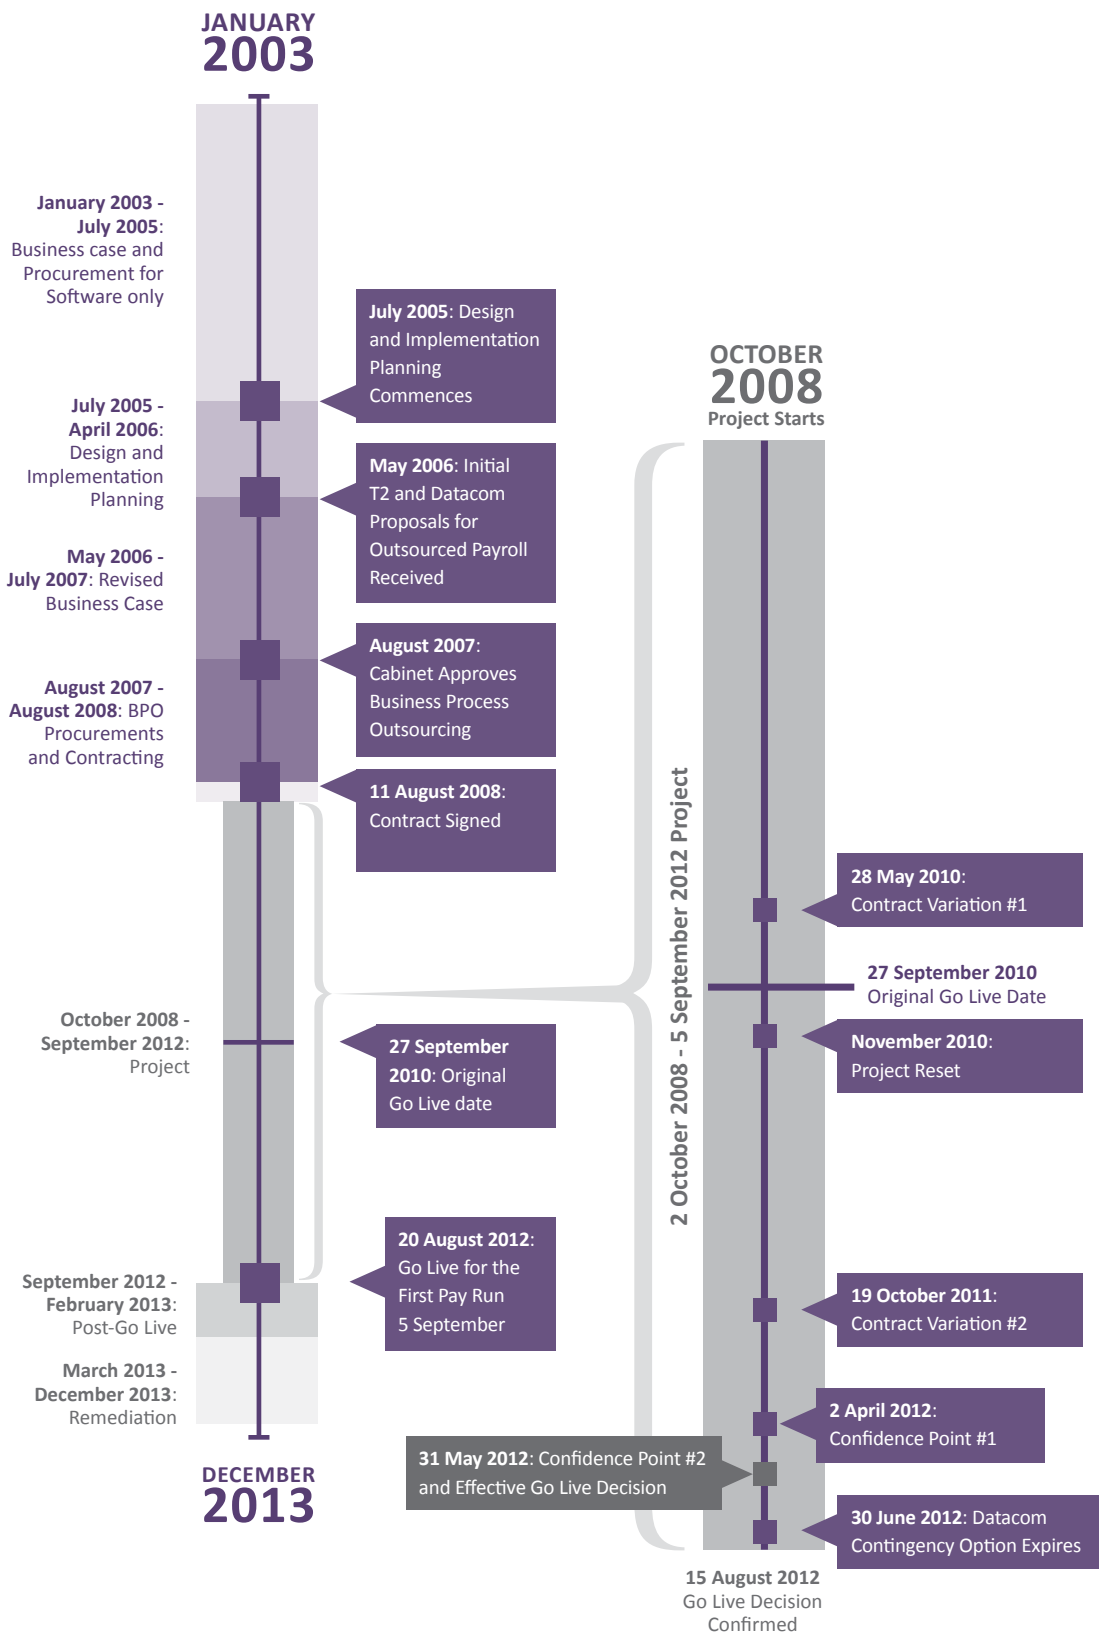 JANUARY
2003
January 2003 -
July 2005:
Business case and
Procurement for
Software only
July 2005: Design
and Implementation
Planning
Commences
July 2005 -
April 2006:
Design and
Implementation
Planning
May 2006: Initial
T2 and Datacom
Proposals for
Outsourced Payroll
Received
May 2006 -
July 2007: Revised
Business Case
August 2007:
Cabinet Approves
Business Process
Outsourcing
August 2007 -
August 2008: BPO
Procurements
and Contracting
11 August 2008:
Contract Signed
October 2008 -
September 2012:
Project
27 September
2010: Original
Go Live date
20 August 2012:
Go Live for the
First Pay Run
5 September
September 2012 -
February 2013:
Post-Go Live
March 2013 -
December 2013:
Remediation
DECEMBER
2013
OCTOBER
2008
Project Starts
2 October 2008 - 5 September 2012 Project
28 May 2010:
Contract Variation #1
27 September 2010
Original Go Live Date
November 2010:
Project Reset
19 October 2011:
Contract Variation #2
2 April 2012:
Confidence Point #1
31 May 2012: Confidence Point #2
and Effective Go Live Decision
30 June 2012: Datacom
Contingency Option Expires
15 August 2012
Go Live Decision
Confirmed